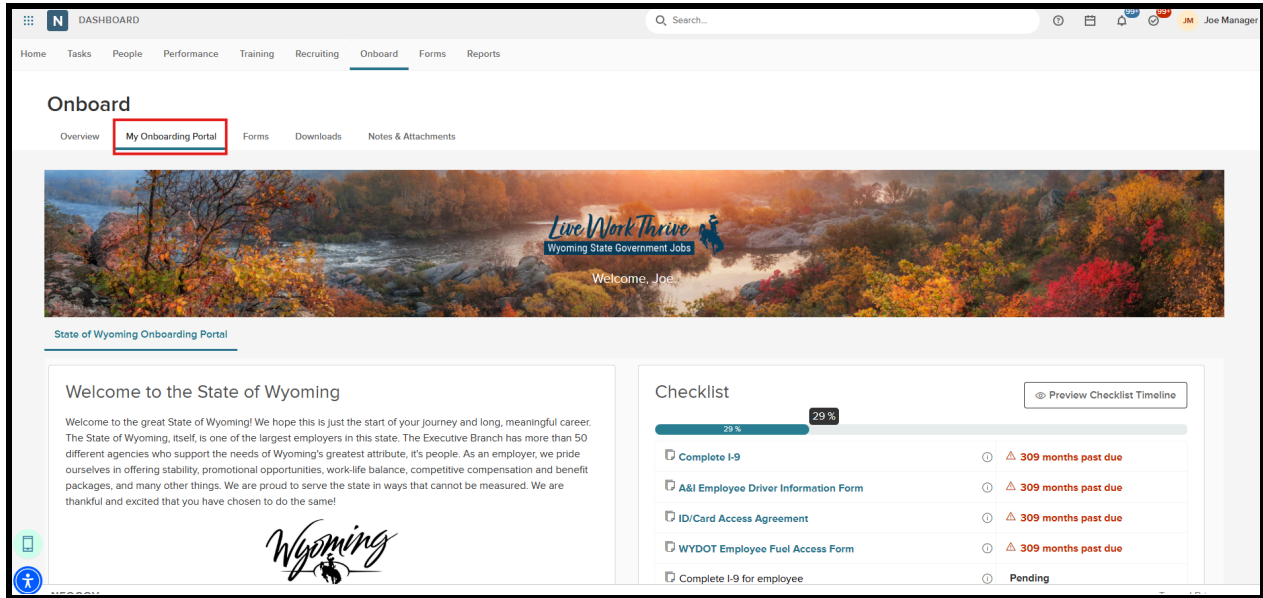 N DASHBOARD
Search...
99+
99+
JM Joe Manager
Home Tasks People Performance Training Recruiting Onboard Forms Reports
Onboard
Overview My Onboarding Portal Forms Downloads Notes & Attachments
Live Work Thrive
Wyoming State Government Jobs
Welcome, Joe.
State of Wyoming Onboarding Portal
Welcome to the State of Wyoming
Welcome to the great State of Wyoming! We hope this is just the start of your journey and long, meaningful career.
The State of Wyoming, itself, is one of the largest employers in this state. The Executive Branch has more than 50
different agencies who support the needs of Wyoming's greatest attribute, it's people. As an employer, we pride
ourselves in offering stability, promotional opportunities, work-life balance, competitive compensation and benefit
packages, and many other things. We are proud to serve the state in ways that cannot be measured. We are
thankful and excited that you have chosen to do the same!
Wyoming
Checklist
Preview Checklist Timeline
29 %
29 %
Complete I-9 309 months past due
A&I Employee Driver Information Form 309 months past due
ID/Card Access Agreement 309 months past due
WYDOT Employee Fuel Access Form 309 months past due
Complete I-9 for employee Pending